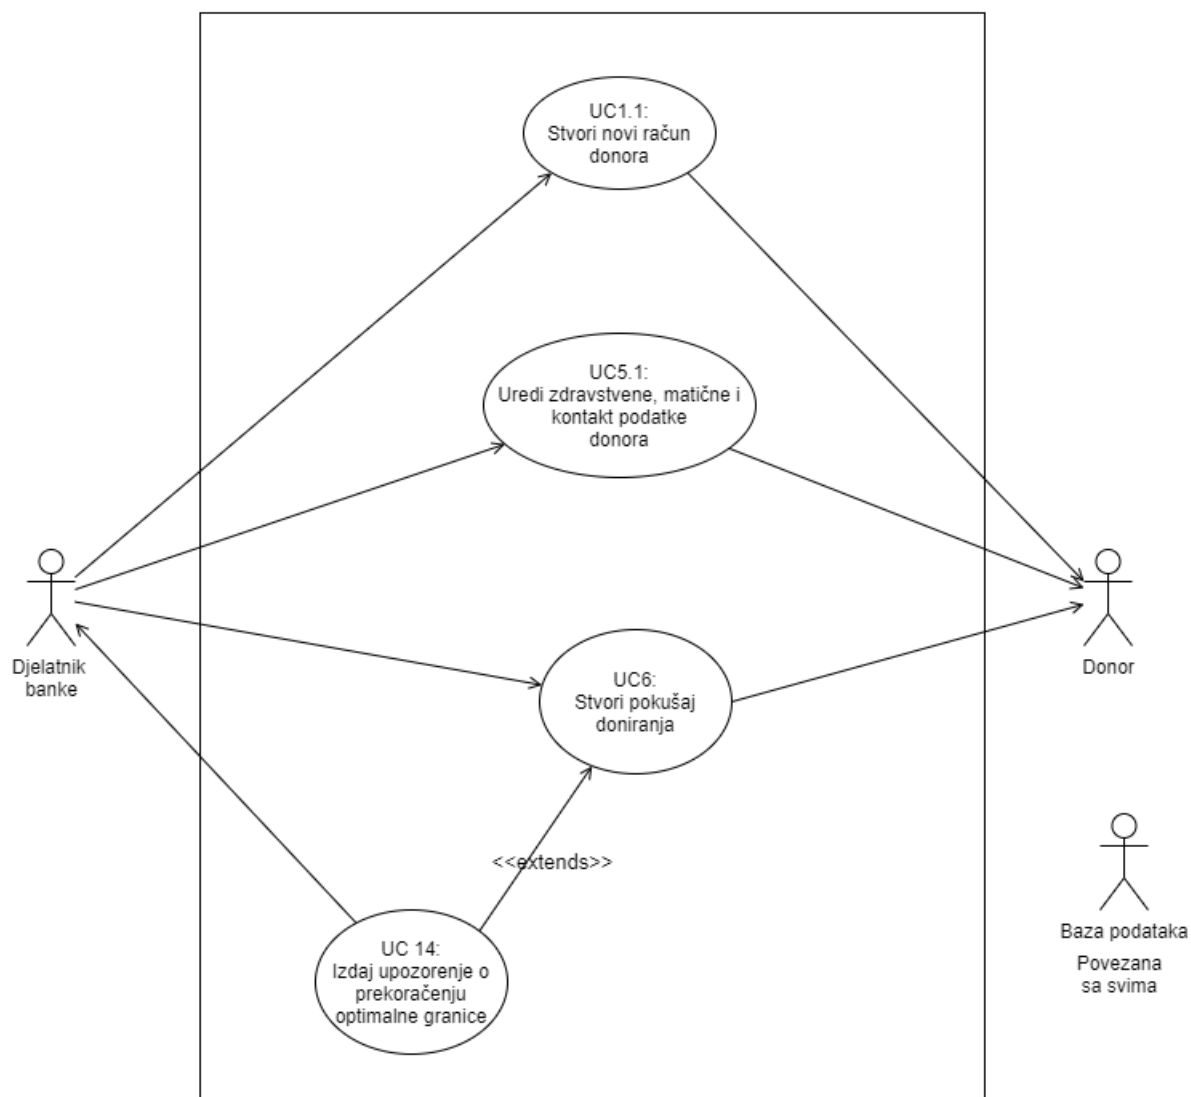 UC1.1:
Stvori novi račun
donora
UC5.1:
Uredi zdravstvene, matične i
kontakt podatke
donora
Djelatnik
banke
Donor
UC6:
Stvori pokušaj
doniranja
<<extends>>
UC 14:
Izdaj upozorenje o
prekoračenju
optimalne granice
Baza podataka
Povezana
sa svima